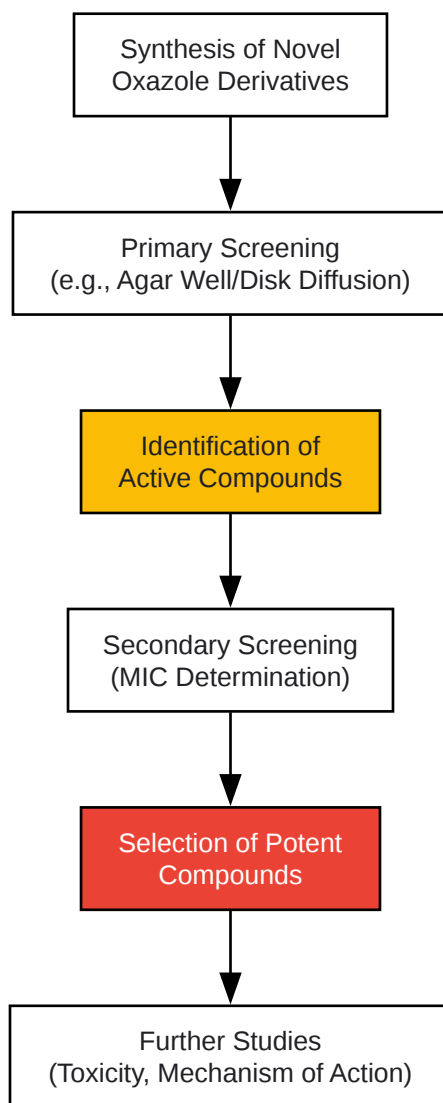 Synthesis of Novel
Oxazole Derivatives
Primary Screening
(e.g., Agar Well/Disk Diffusion)
Identification of
Active Compounds
Secondary Screening
(MIC Determination)
Selection of Potent
Compounds
Further Studies
(Toxicity, Mechanism of Action)